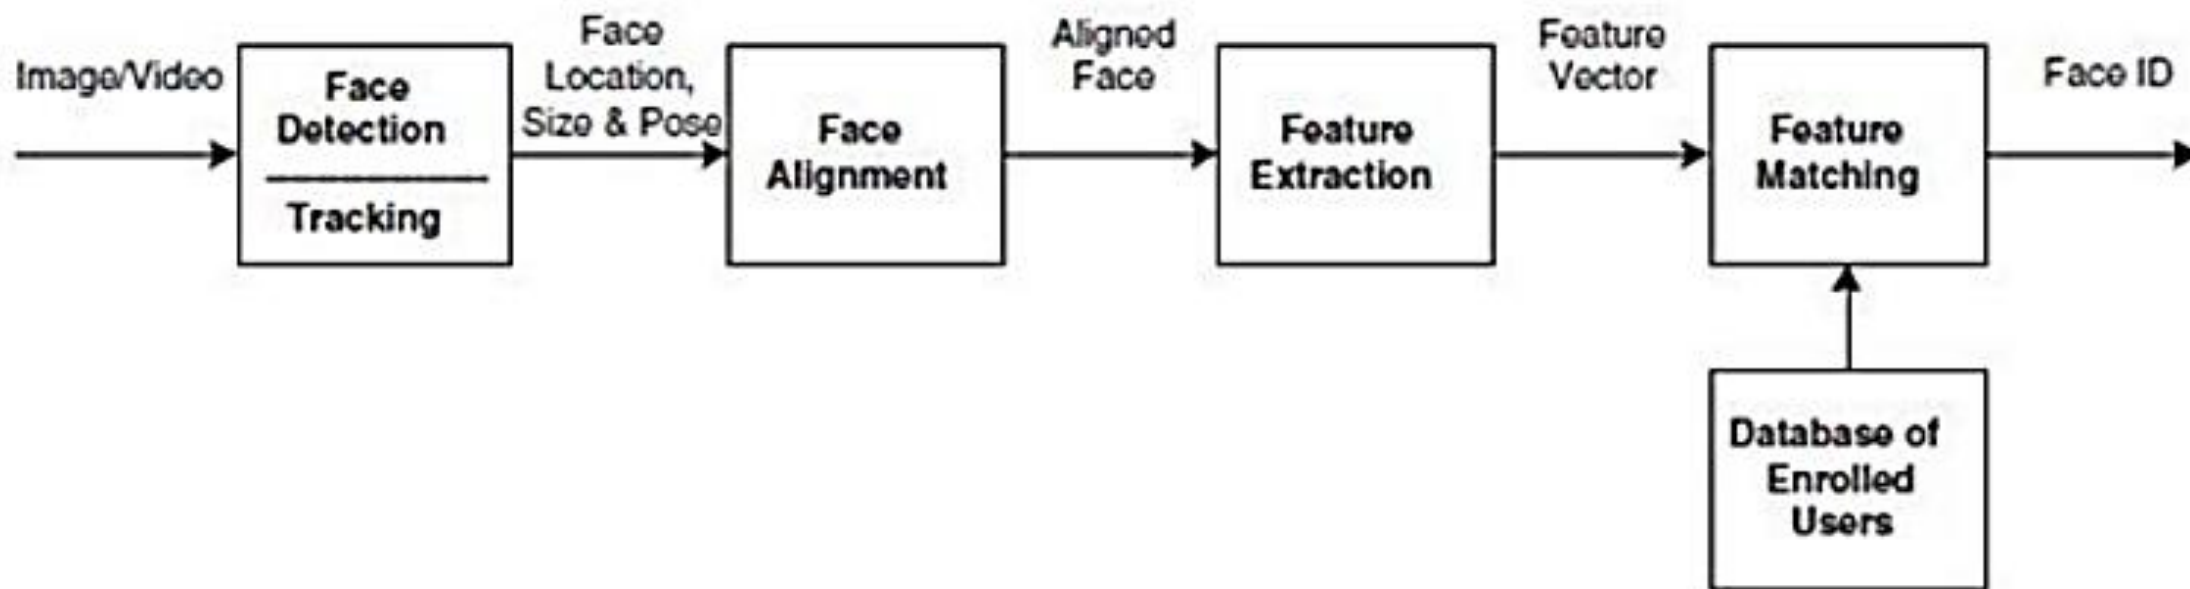 Image/Video
Face
Detection
Tracking
Face
Location,
Size & Pose
Face
Alignment
Aligned
Face
Feature
Extraction
Feature
Vector
Feature
Matching
Face ID
Database of
Enrolled
Users